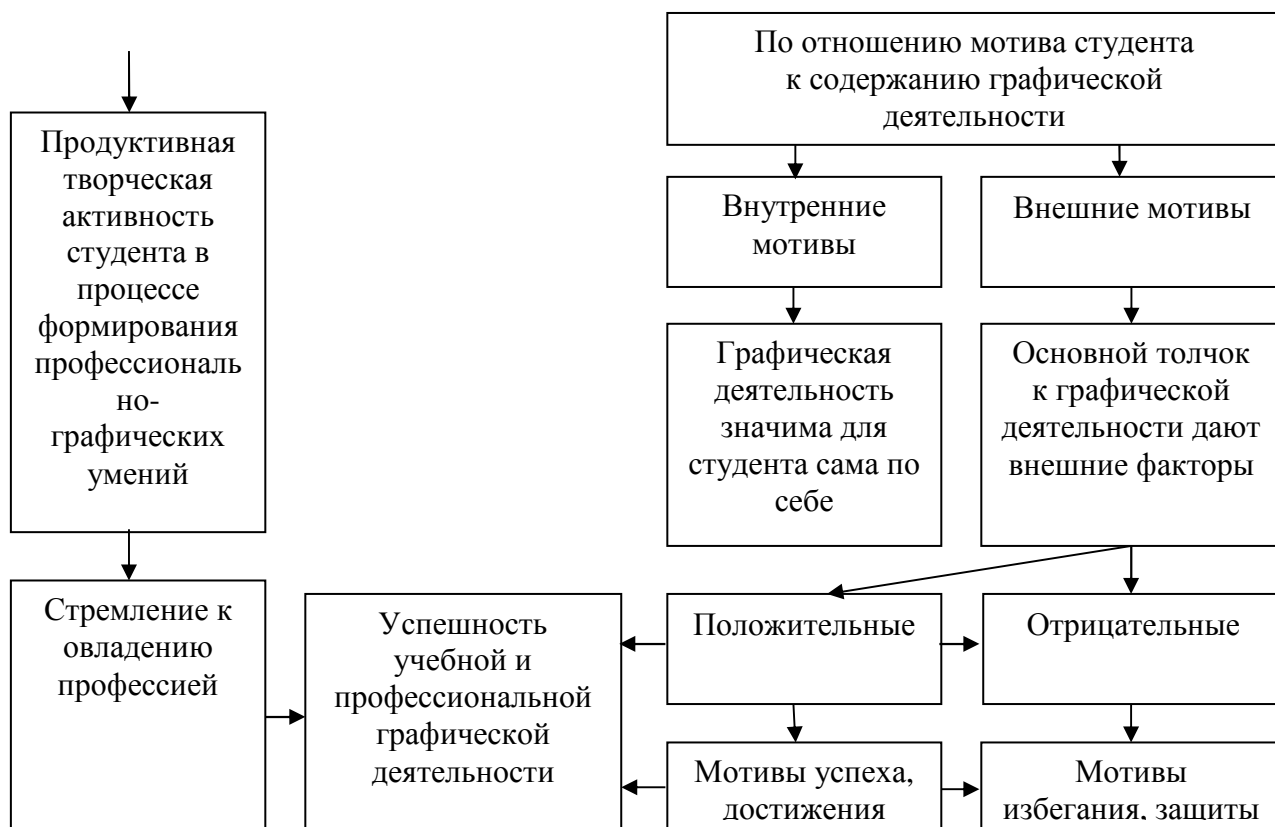 По отношению мотива студента
к содержанию графической
деятельности
Продуктивная
творческая
активность
студента в
процессе
формирования
профессиональ
но-
графических
умений
Внутренние
мотивы
Внешние мотивы
Графическая
деятельность
значима для
студента сама по
себе
Основной толчок
к графической
деятельности дают
внешние факторы
Стремление к
овладению
профессией
Успешность
учебной и
профессиональной
графической
деятельности
Положительные
Отрицательные
Мотивы успеха,
достижения
Мотивы
избегания, защиты